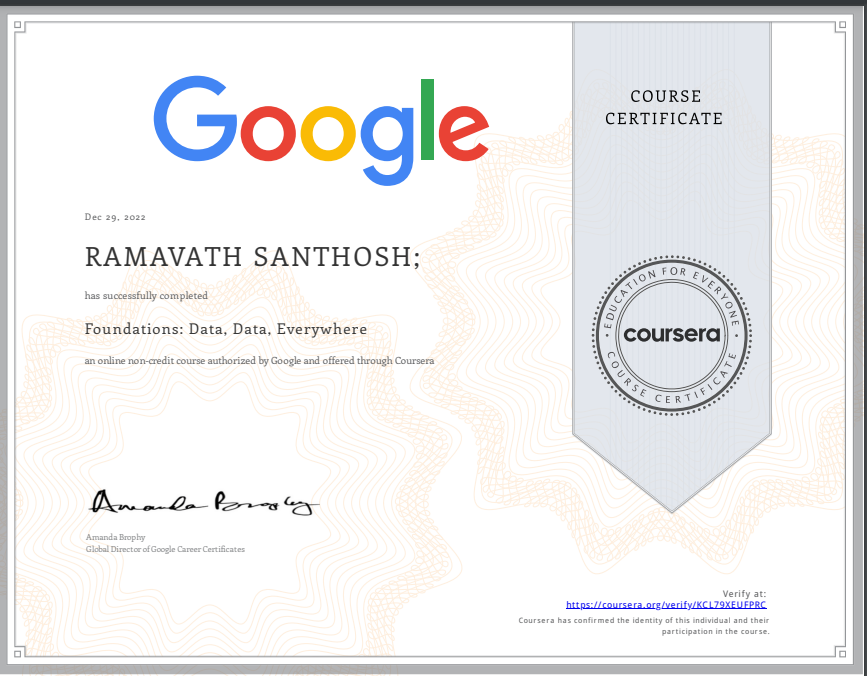 Google
COURSE
CERTIFICATE
Dec 29, 2022
RAMAVATH SANTHOSH;
has successfully completed
Foundations: Data, Data, Everywhere
an online non-credit course authorized by Google and offered through Coursera
EDUCATION FOR EVERYONE
coursera
COURSE CERTIFICATE
Amanda Brophy
Amanda Brophy
Global Director of Google Career Certificates
Verify at:
https://coursera.org/verify/KCL79XEUFPRC
Coursera has confirmed the identity of this individual and their
participation in the course.